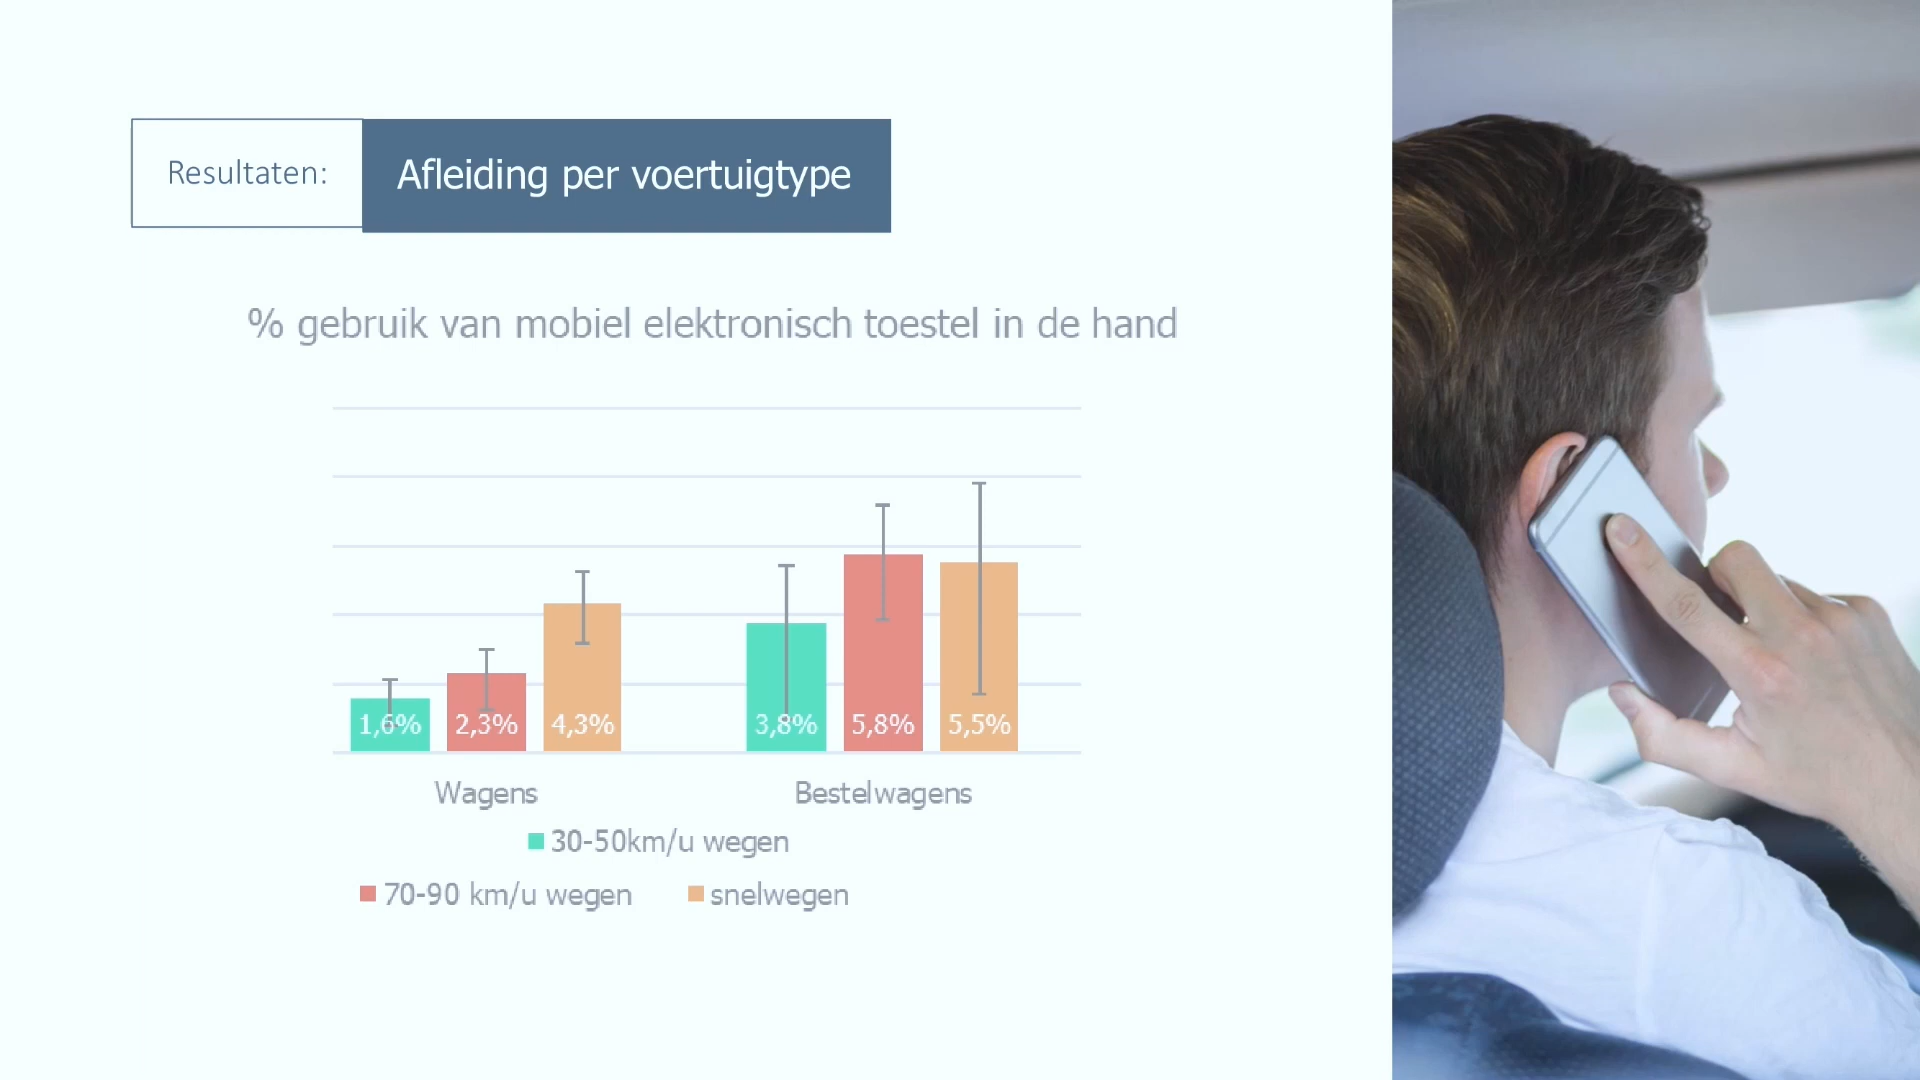 Resultaten:
Afleiding per voertuigtype
% gebruik van mobiel elektronisch toestel in de hand
1,6%
2,3%
4,3%
3,8%
5,8%
5,5%
Wagens
Bestelwagens
30-50km/u wegen
70-90 km/u wegen
snelwegen